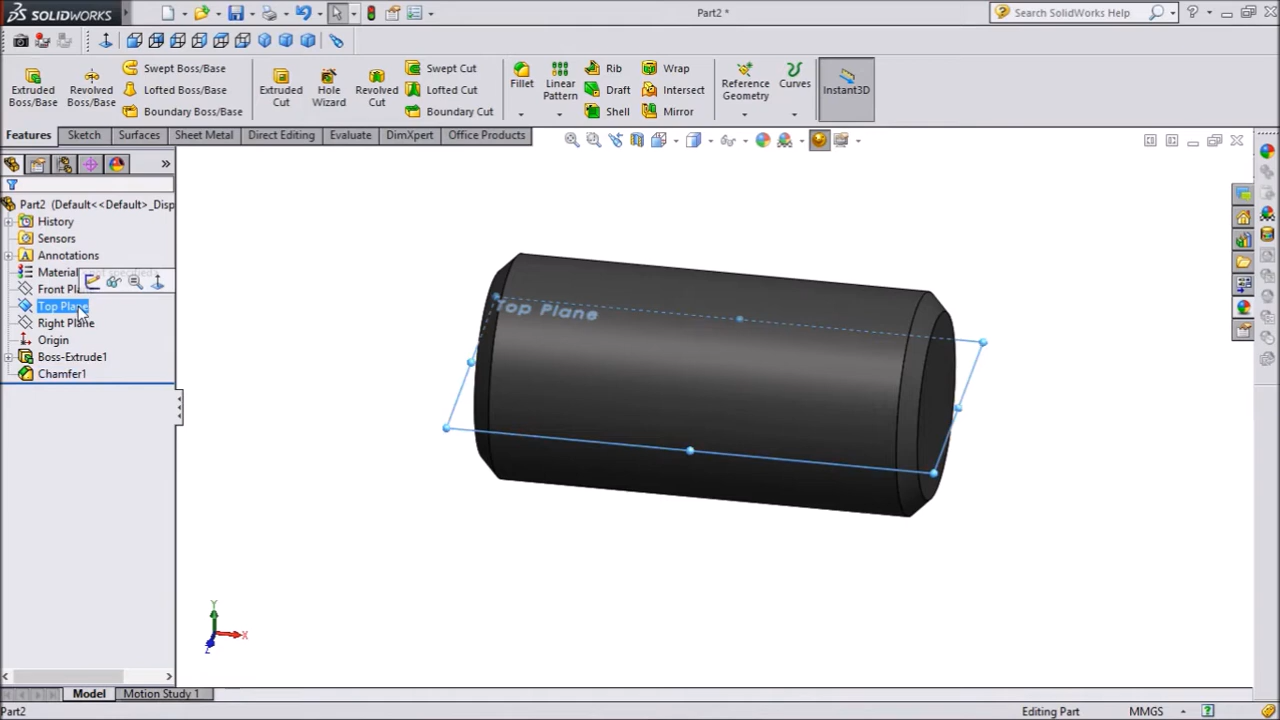 SOLIDWORKS
Part2 *
Search SolidWorks Help
Extruded Boss/Base
Revolved Boss/Base
Swept Boss/Base
Lofted Boss/Base
Boundary Boss/Base
Extruded Cut
Hole Wizard
Revolved Cut
Swept Cut
Lofted Cut
Boundary Cut
Fillet
Linear Pattern
Rib
Draft
Shell
Wrap
Intersect
Mirror
Reference Geometry
Curves
Instant3D
Features
Sketch
Surfaces
Sheet Metal
Direct Editing
Evaluate
DimXpert
Office Products
Part2 (Default<<Default>_Disp
History
Sensors
Annotations
Material
Front Pla
Top Plane
Right Plane
Origin
Boss-Extrude1
Chamfer1
Top Plane
Y
X
Z
Model
Motion Study 1
Part2
Editing Part
MMGS